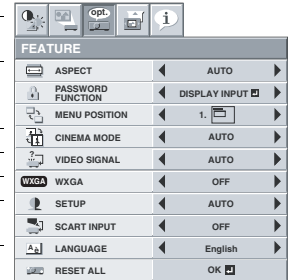 opt.
i
FEATURE
ASPECT AUTO
PASSWORD FUNCTION DISPLAY INPUT
MENU POSITION 1.
CINEMA MODE AUTO
VIDEO SIGNAL AUTO
WXGA WXGA OFF
SETUP AUTO
SCART INPUT OFF
LANGUAGE English
RESET ALL OK